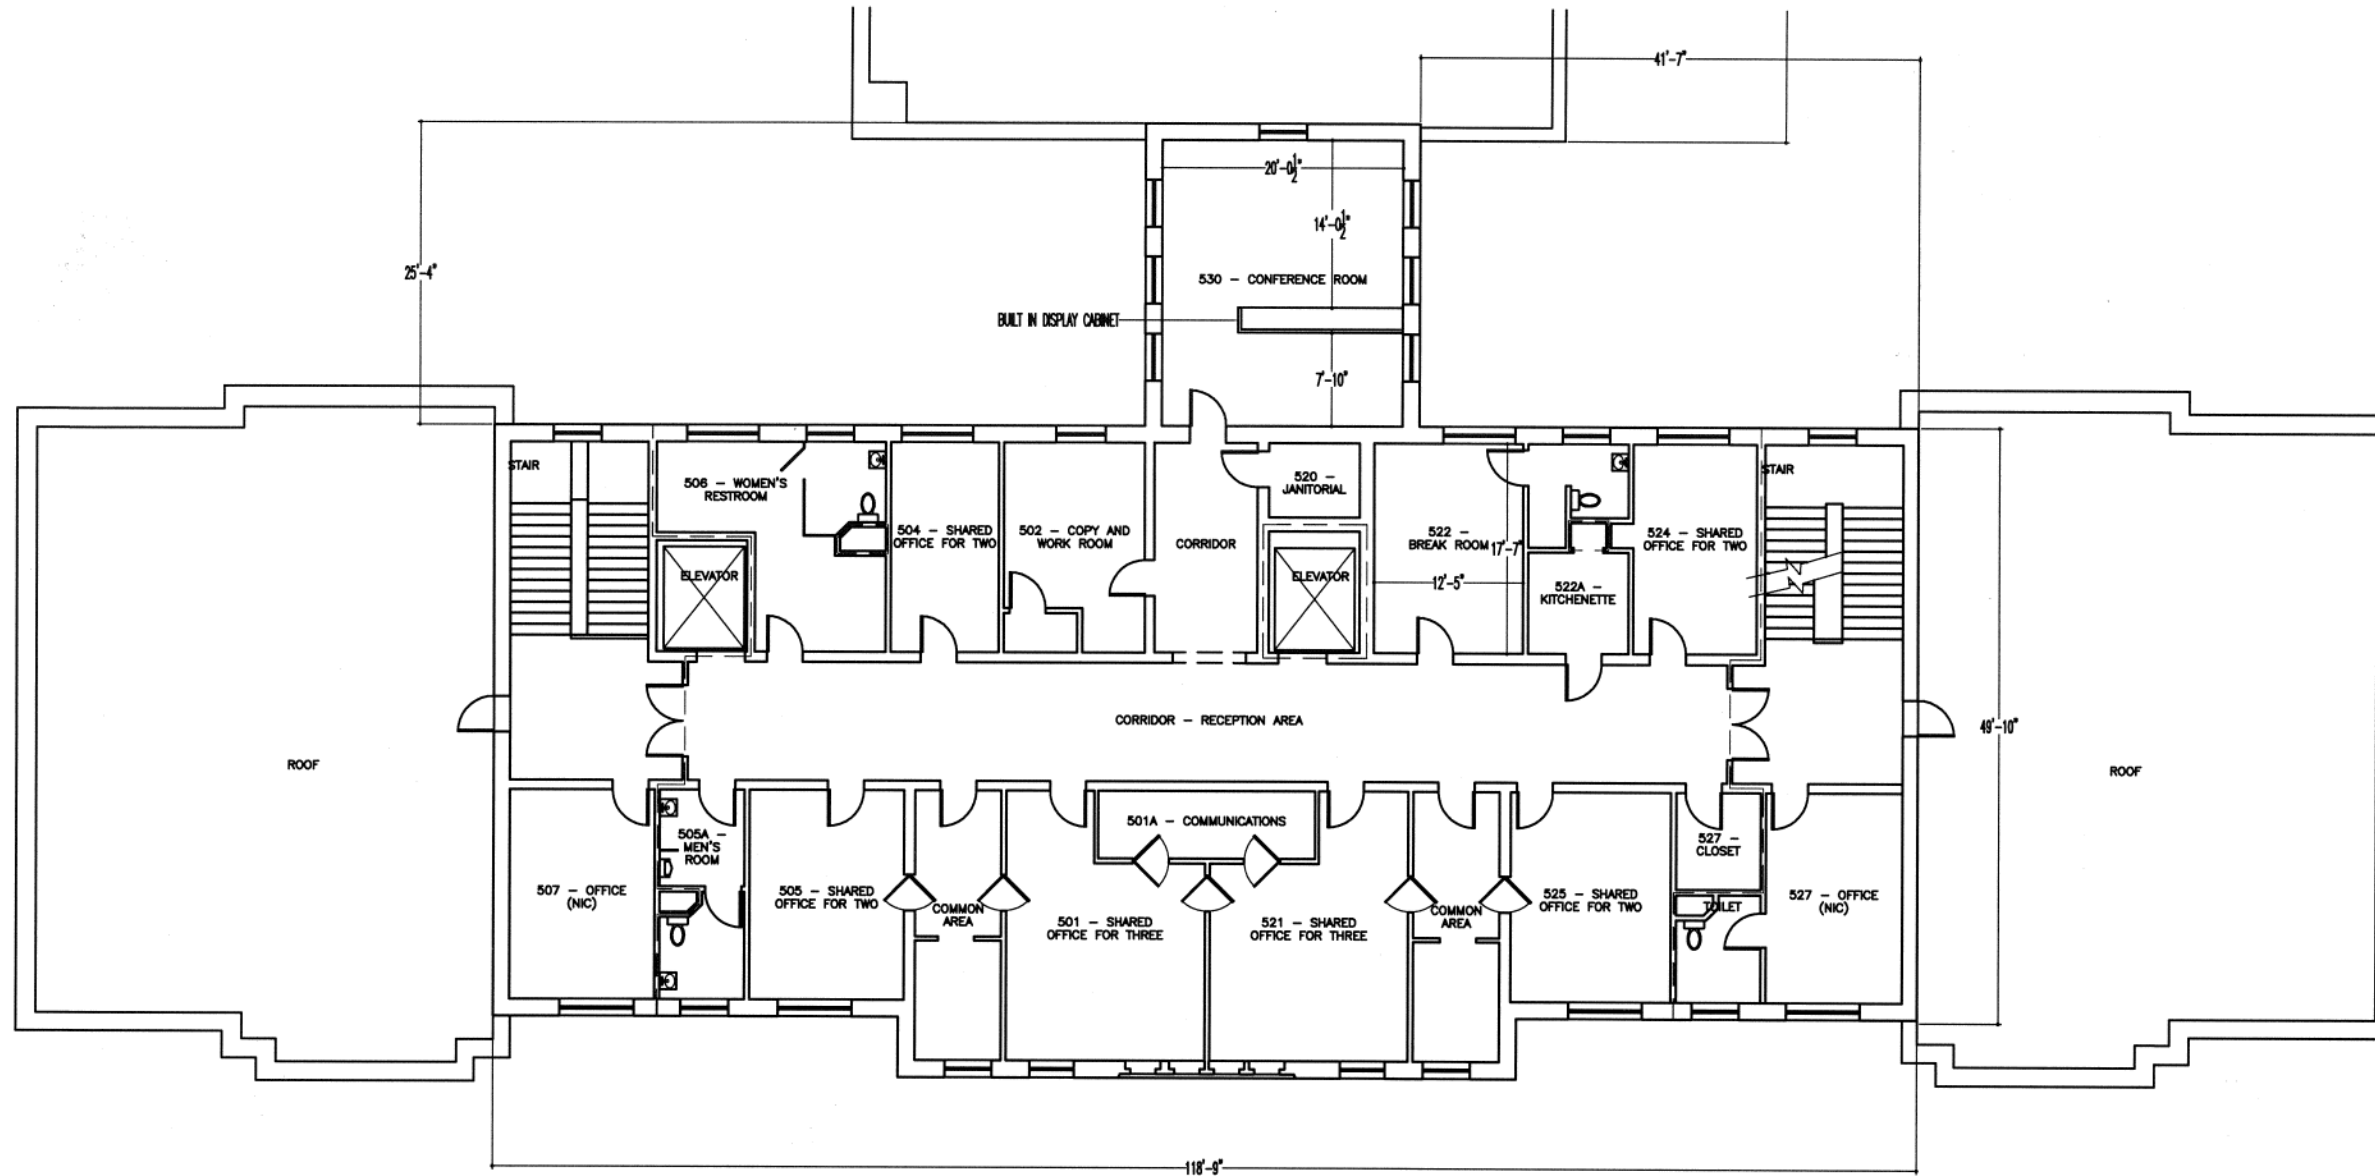 41'-7"
20'-0½"
14'-0½"
25'-4"
530 – CONFERENCE ROOM
BUILT IN DISPLAY CABINET
7'-10"
STAIR
506 – WOMEN'S
RESTROOM
504 – SHARED
OFFICE FOR TWO
502 – COPY AND
WORK ROOM
CORRIDOR
520 –
JANITORIAL
522 –
BREAK ROOM
17'-7"
12'-5"
524 – SHARED
OFFICE FOR TWO
STAIR
ELEVATOR
ELEVATOR
522A –
KITCHENETTE
CORRIDOR – RECEPTION AREA
49'-10"
ROOF
ROOF
507 – OFFICE
(NIC)
505A –
MEN'S
ROOM
505 – SHARED
OFFICE FOR TWO
COMMON
AREA
501A – COMMUNICATIONS
501 – SHARED
OFFICE FOR THREE
521 – SHARED
OFFICE FOR THREE
COMMON
AREA
525 – SHARED
OFFICE FOR TWO
527 –
CLOSET
TOILET
527 – OFFICE
(NIC)
118'-9"